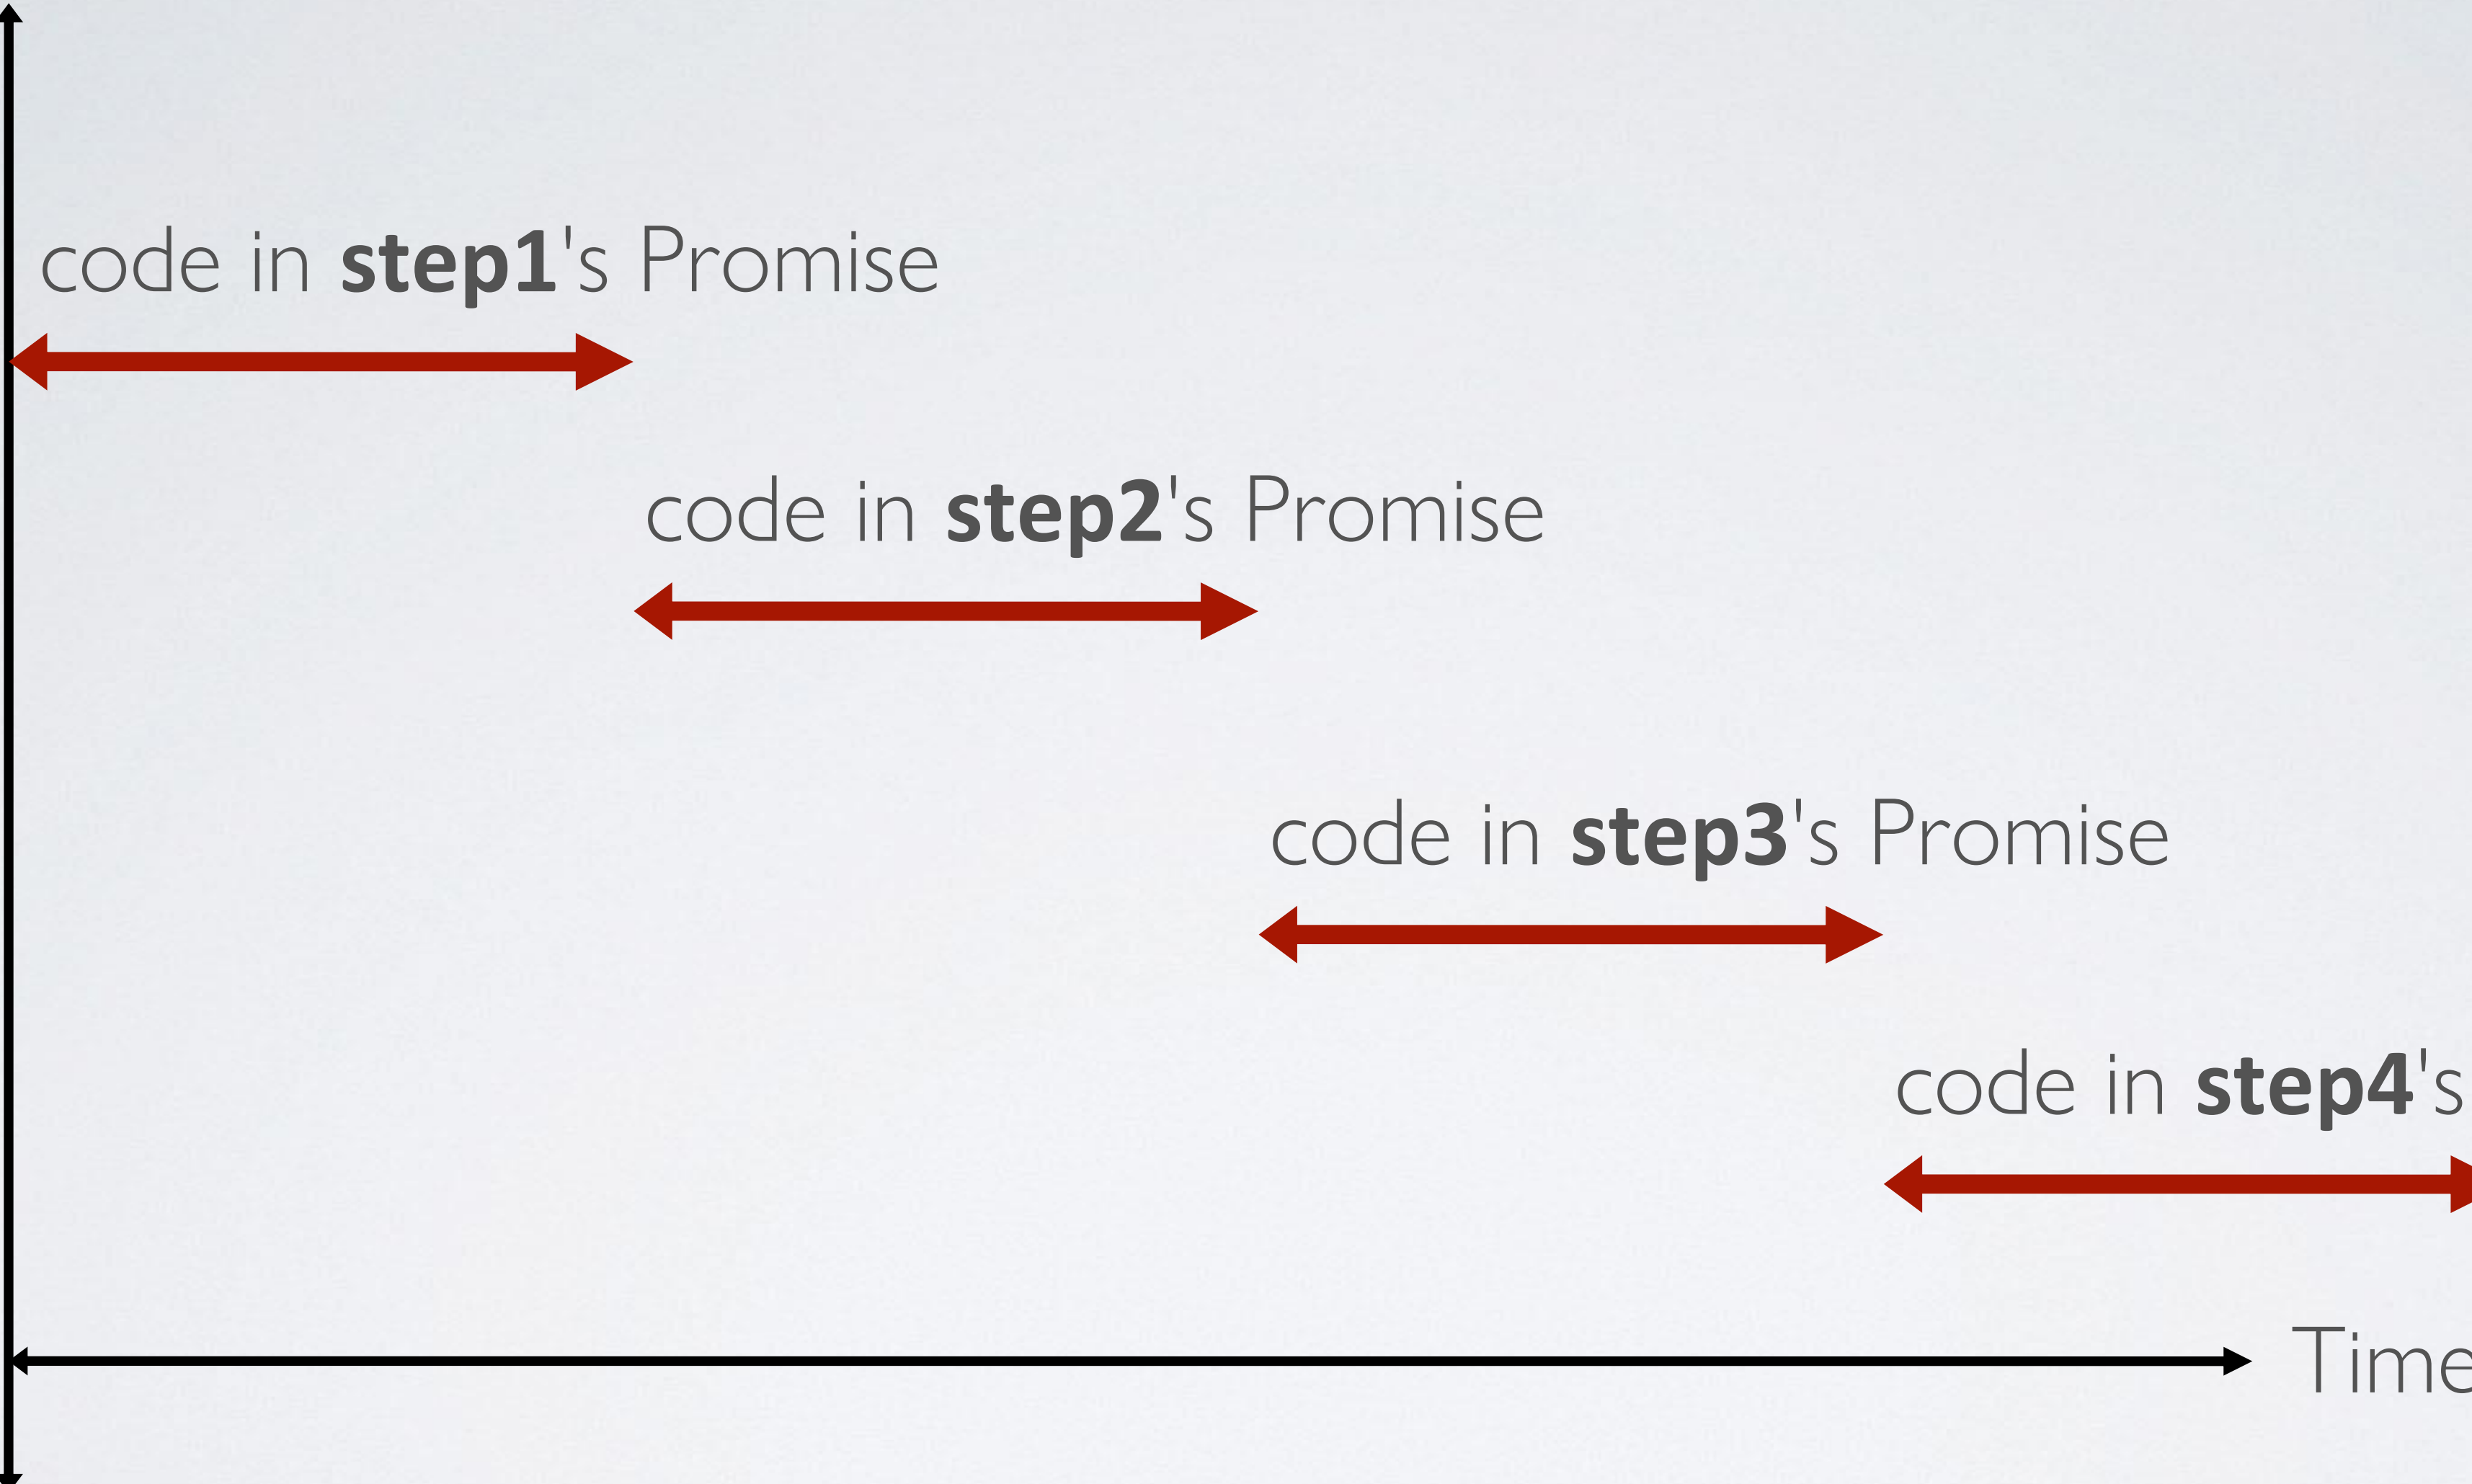 code in step1's Promise
code in step2's Promise
code in step3's Promise
code in step4's
Time